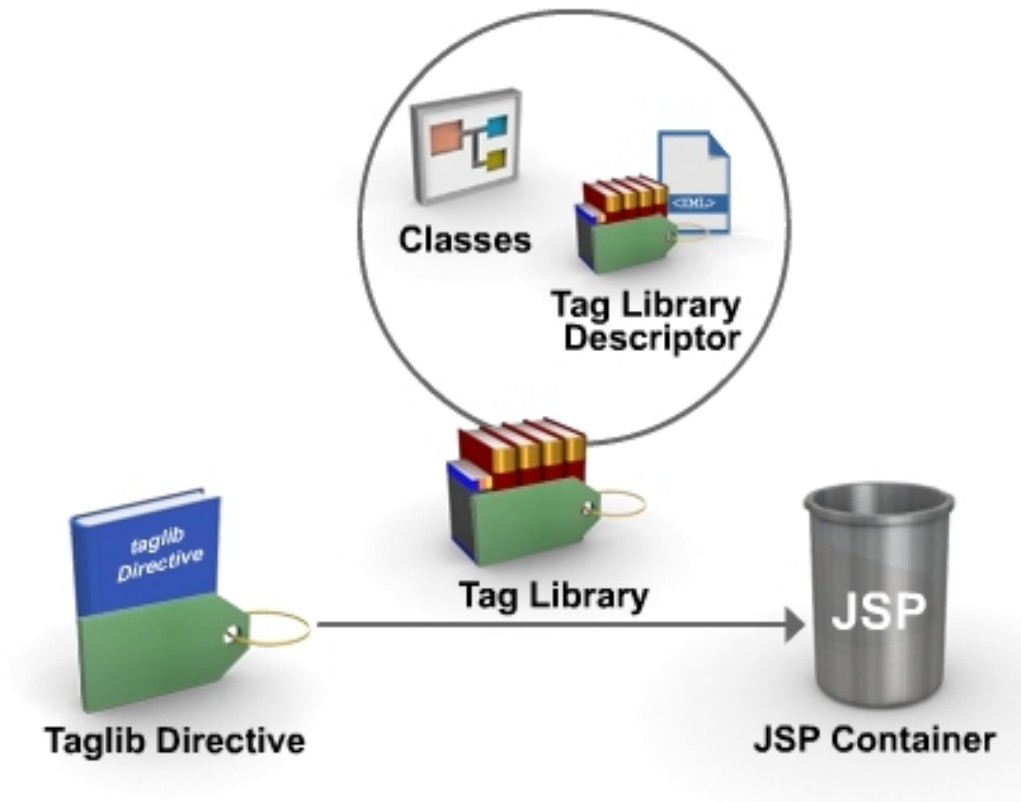 <XML>
Classes
Tag Library
Descriptor
taglib
Directive
Tag Library
JSP
Taglib Directive
JSP Container